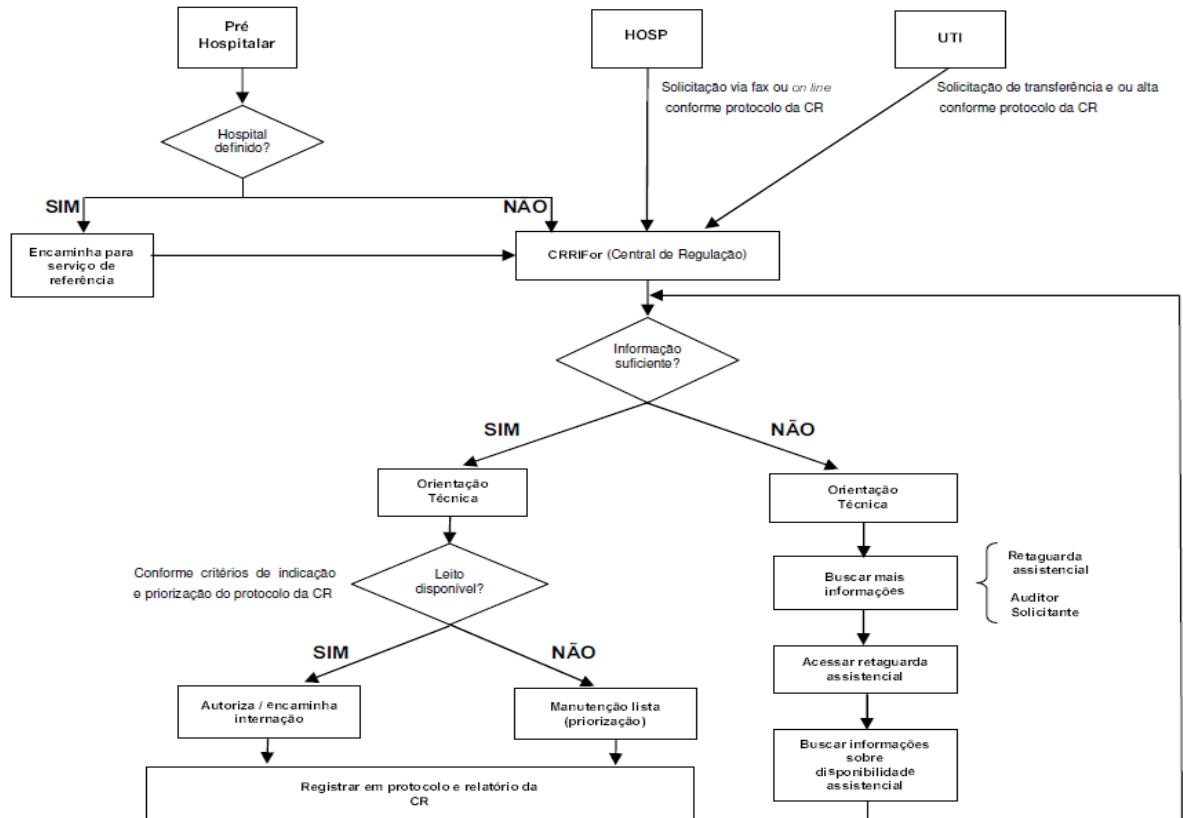 Pré
Hospitalar
HOSP
UTI
Solicitação via fax ou on line
conforme protocolo da CR
Solicitação de transferência e ou alta
conforme protocolo da CR
Hospital
definido?
SIM
NÃO
Encaminha para
serviço de
referência
CRRIFor (Central de Regulação)
Informação
suficiente?
SIM
NÃO
Orientação
Técnica
Orientação
Técnica
Conforme critérios de indicação
e priorização do protocolo da CR
Leito
disponível?
Buscar mais
informações
Retaguarda
assistencial
Auditor
Solicitante
SIM
NÃO
Acessar retaguarda
assistencial
Autoriza / encaminha
internação
Manutenção lista
(priorização)
Buscar informações
sobre
disponibilidade
assistencial
Registrar em protocolo e relatório da
CR